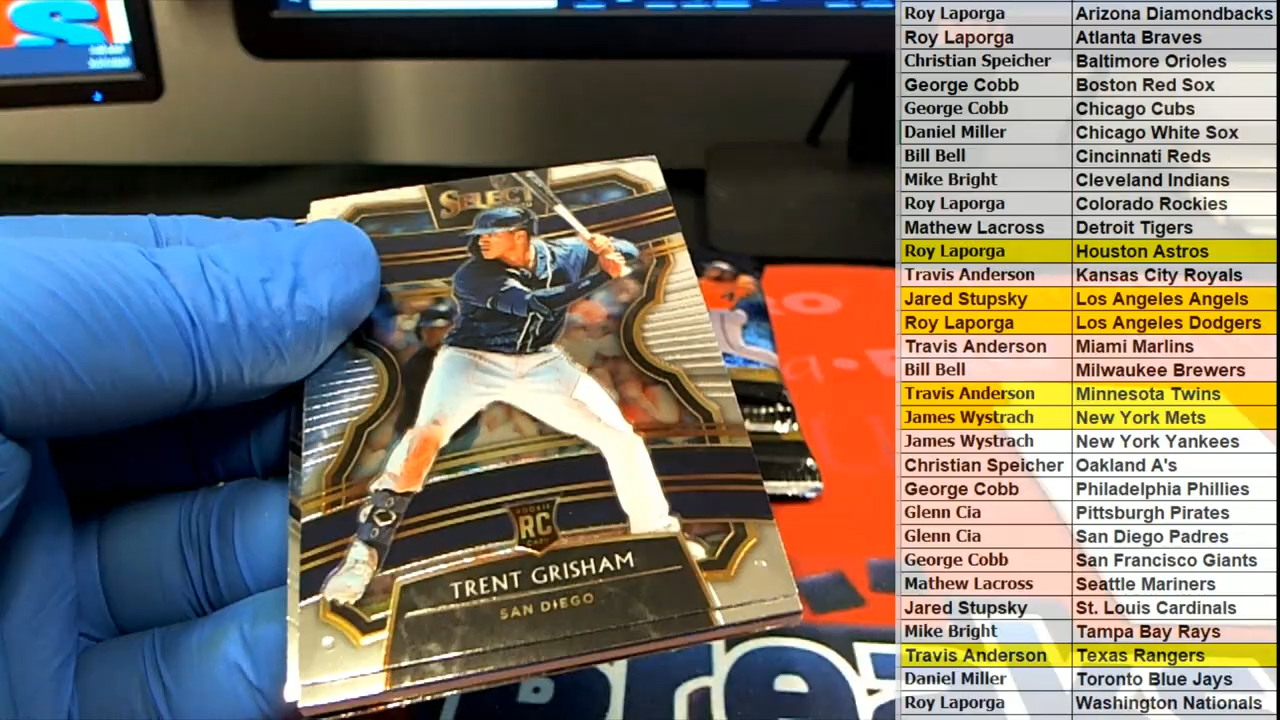 SELECT
ROOKIE
RC
CARD
TRENT GRISHAM
SAN DIEGO
Roy Laporga Arizona Diamondbacks
Roy Laporga Atlanta Braves
Christian Speicher Baltimore Orioles
George Cobb Boston Red Sox
George Cobb Chicago Cubs
Daniel Miller Chicago White Sox
Bill Bell Cincinnati Reds
Mike Bright Cleveland Indians
Roy Laporga Colorado Rockies
Mathew Lacross Detroit Tigers
Roy Laporga Houston Astros
Travis Anderson Kansas City Royals
Jared Stupsky Los Angeles Angels
Roy Laporga Los Angeles Dodgers
Travis Anderson Miami Marlins
Bill Bell Milwaukee Brewers
Travis Anderson Minnesota Twins
James Wystrach New York Mets
James Wystrach New York Yankees
Christian Speicher Oakland A's
George Cobb Philadelphia Phillies
Glenn Cia Pittsburgh Pirates
Glenn Cia San Diego Padres
George Cobb San Francisco Giants
Mathew Lacross Seattle Mariners
Jared Stupsky St. Louis Cardinals
Mike Bright Tampa Bay Rays
Travis Anderson Texas Rangers
Daniel Miller Toronto Blue Jays
Roy Laporga Washington Nationals